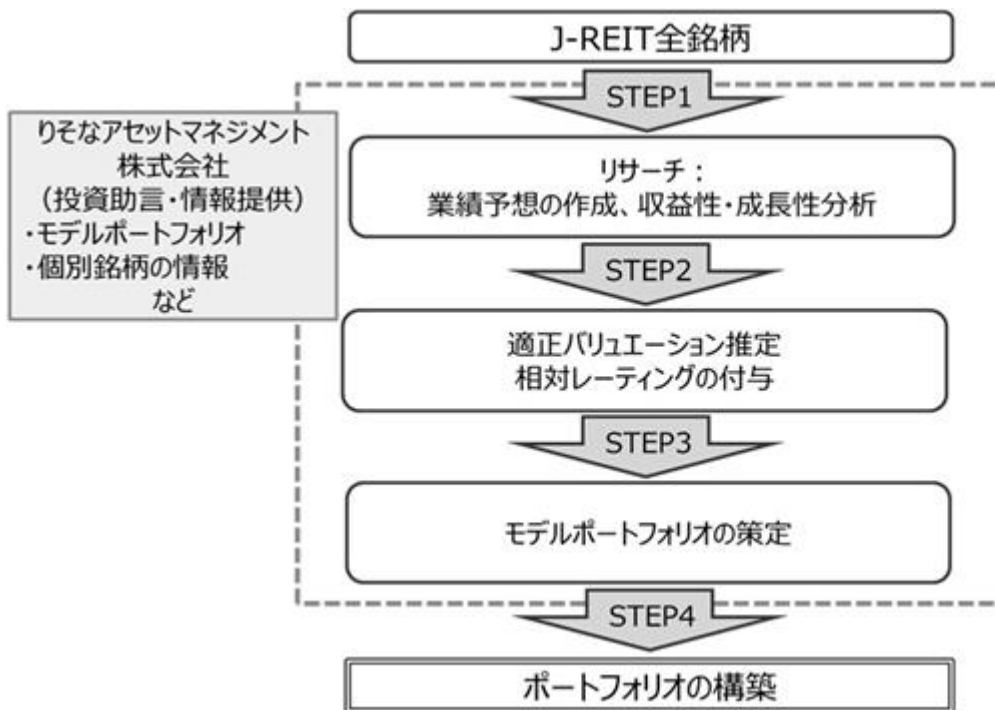 J-REIT全銘柄
STEP1
りそなアセットマネジメント
株式会社
(投資助言・情報提供)
・モデルポートフォリオ
・個別銘柄の情報
など
リサーチ：
業績予想の作成、収益性・成長性分析
STEP2
適正バリュエーション推定
相対レーティングの付与
STEP3
モデルポートフォリオの策定
STEP4
ポートフォリオの構築